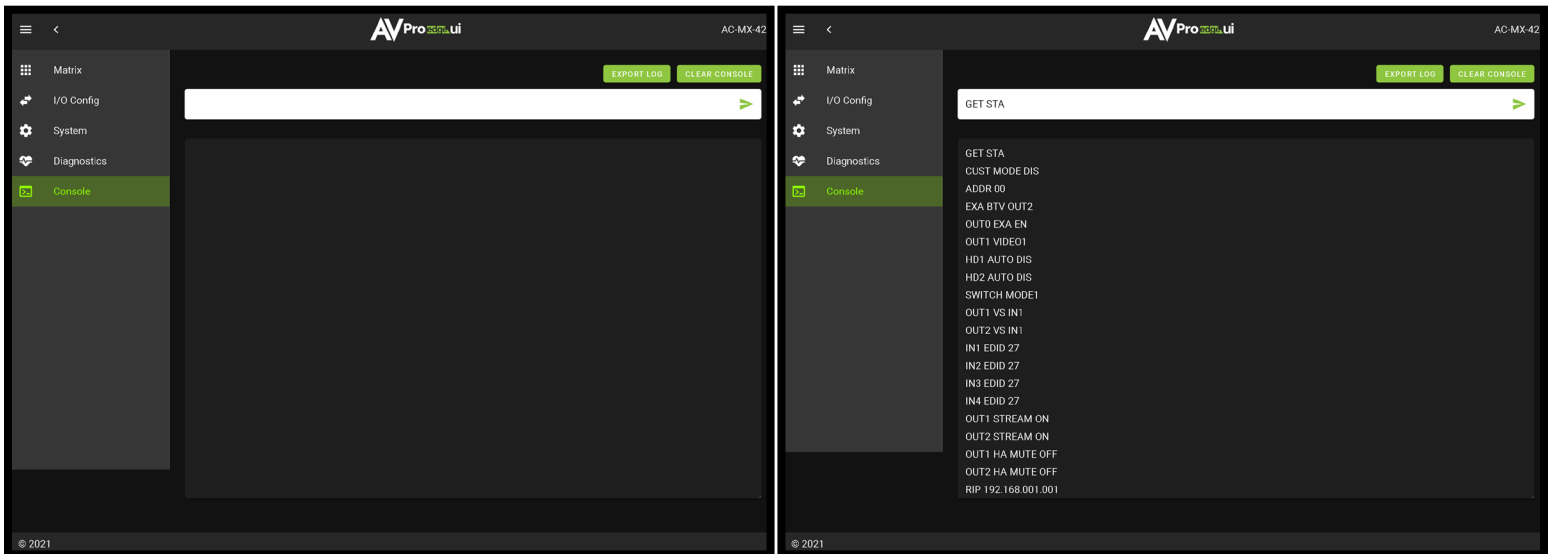 AVPro edge.ui
AC-MX-42
Matrix
I/O Config
System
Diagnostics
Console
EXPORT LOG
CLEAR CONSOLE
© 2021
AVPro edge.ui
AC-MX-42
Matrix
I/O Config
System
Diagnostics
Console
EXPORT LOG
CLEAR CONSOLE
GET STA
GET STA
CUST MODE DIS
ADDR 00
EXA BTV OUT2
OUT0 EXA EN
OUT1 VIDEO1
HD1 AUTO DIS
HD2 AUTO DIS
SWITCH MODE1
OUT1 VS IN1
OUT2 VS IN1
IN1 EDID 27
IN2 EDID 27
IN3 EDID 27
IN4 EDID 27
OUT1 STREAM ON
OUT2 STREAM ON
OUT1 HA MUTE OFF
OUT2 HA MUTE OFF
RIP 192.168.001.001
© 2021